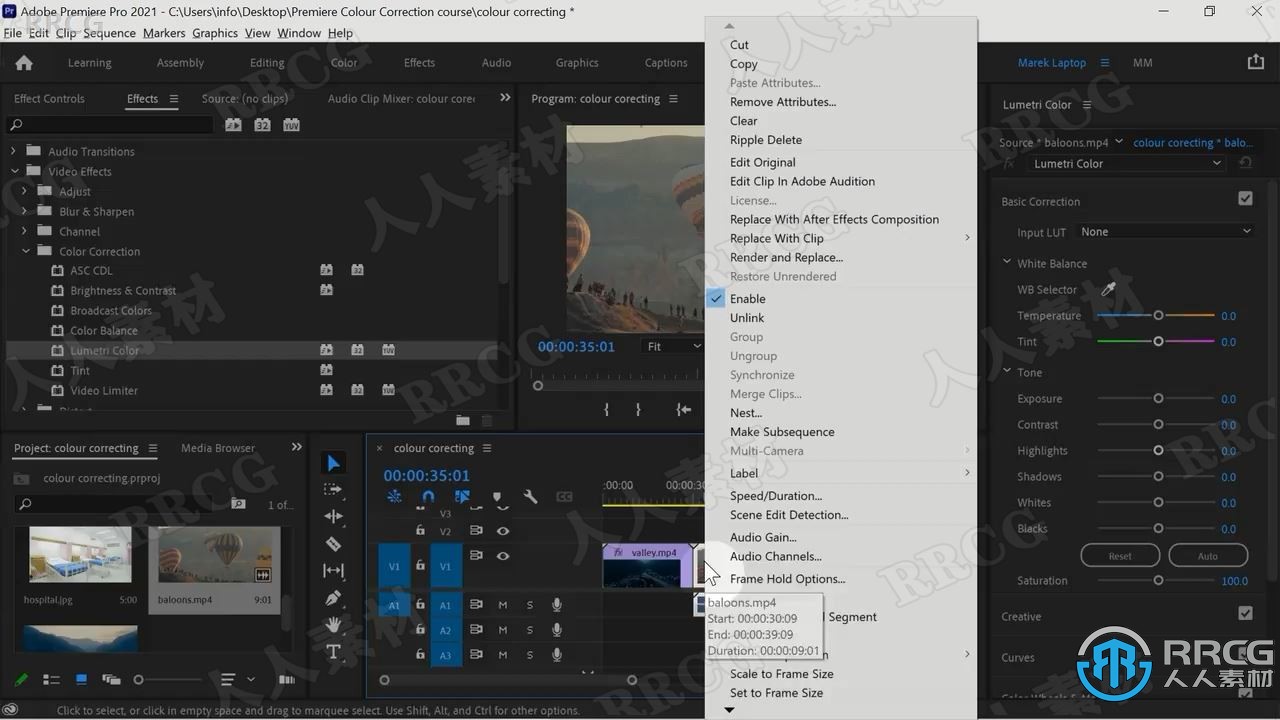 Adobe Premiere Pro 2021 - C:\Users\info\Desktop\Premiere Colour Correction course\colour correcting *
File Edit Clip Sequence Markers Graphics View Window Help
Learning Assembly Editing Color Effects Audio Graphics Captions
Marek Laptop MM
Effect Controls Effects Source: (no clips) Audio Clip Mixer: colour corec
Program: colour corecting
Audio Transitions
Video Effects
Adjust
Blur & Sharpen
Channel
Color Correction
ASC CDL
Brightness & Contrast
Broadcast Colors
Color Balance
Lumetri Color
Tint
Video Limiter
00:00:35:01 Fit
Cut
Copy
Paste Attributes...
Remove Attributes...
Clear
Ripple Delete
Edit Original
Edit Clip In Adobe Audition
License...
Replace With After Effects Composition
Replace With Clip
Render and Replace...
Restore Unrendered
Enable
Unlink
Group
Ungroup
Synchronize
Merge Clips...
Nest...
Make Subsequence
Multi-Camera
Label
Speed/Duration...
Scene Edit Detection...
Audio Gain...
Audio Channels...
Frame Hold Options...
Segment
Scale to Frame Size
Set to Frame Size
Lumetri Color
Source * baloons.mp4 colour corecting * balo...
fx Lumetri Color
Basic Correction
Input LUT None
White Balance
WB Selector
Temperature 0.0
Tint 0.0
Tone
Exposure 0.0
Contrast 0.0
Highlights 0.0
Shadows 0.0
Whites 0.0
Blacks 0.0
Reset Auto
Saturation 100.0
Creative
Curves
Project: colour correcting Media Browser
colour correcting.prproj
1 of...
hospital.jpg 5:00
baloons.mp4 9:01
× colour corecting
00:00:35:01
:00:00 00:00:30
V3
V2
V1 V1
A1 A1 M S
A2 M S
A3 M S
fx valley.mp4
baloons.mp4
Start: 00:00:30:09
End: 00:00:39:09
Duration: 00:00:09:01
Click to select, or click in empty space and drag to marquee select. Use Shift, Alt, and Ctrl for other options.
RRCG
人人素材